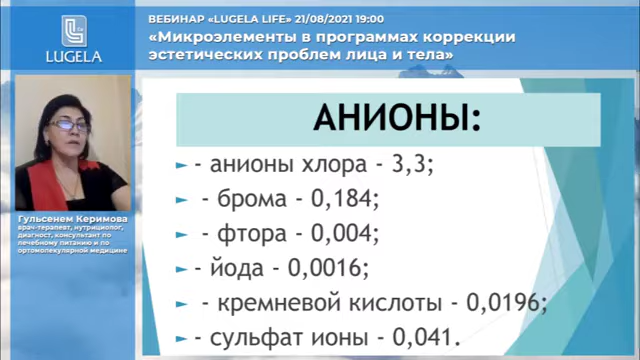 ВЕБИНАР «LUGELA LIFE» 21/08/2021 19:00
«Микроэлементы в программах коррекции
эстетических проблем лица и тела»
LUGELA
АНИОНЫ:
- анионы хлора - 3,3;
- брома - 0,184;
- фтора - 0,004;
- йода - 0,0016;
- кремневой кислоты - 0,0196;
- сульфат ионы - 0,041.
Гульсенем Керимова
врач-терапевт, нутрициолог,
диагност, консультант по
лечебному питанию и по
ортомолекулярной медицине